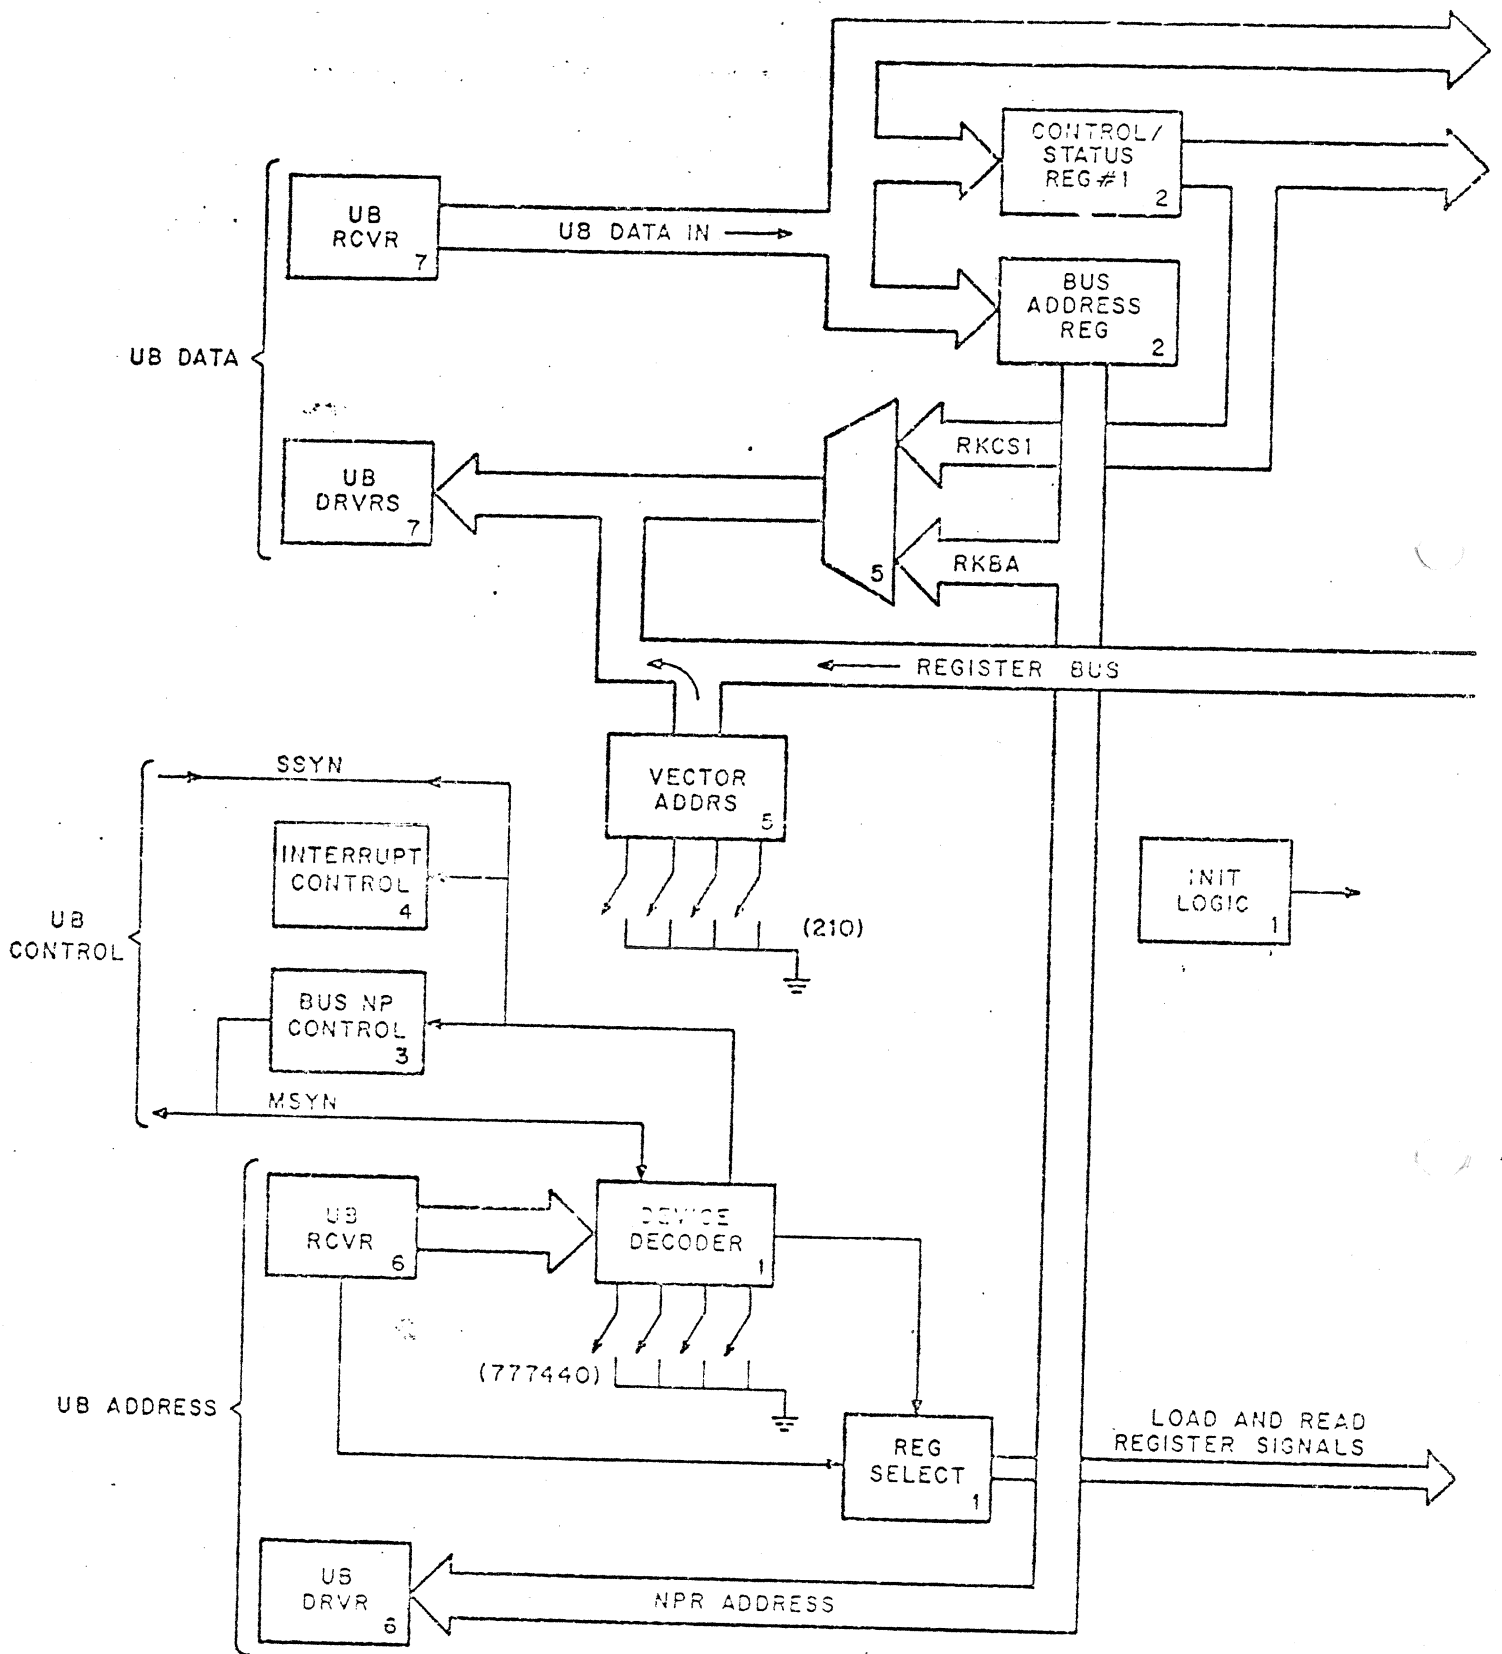 CONTROL/
STATUS
REG#1
2
UB
RCVR
7
UB DATA IN
BUS
ADDRESS
REG
2
UB DATA
RKCS1
UB
DRVRS
7
5
RKBA
REGISTER BUS
VECTOR
ADDRS
5
SSYN
INTERRUPT
CONTROL
4
INIT
LOGIC
1
(210)
UB
CONTROL
BUS NP
CONTROL
3
MSYN
UB
RCVR
6
DEVICE
DECODER
1
(777440)
UB ADDRESS
LOAD AND READ
REGISTER SIGNALS
REG
SELECT
1
UB
DRVR
6
NPR ADDRESS